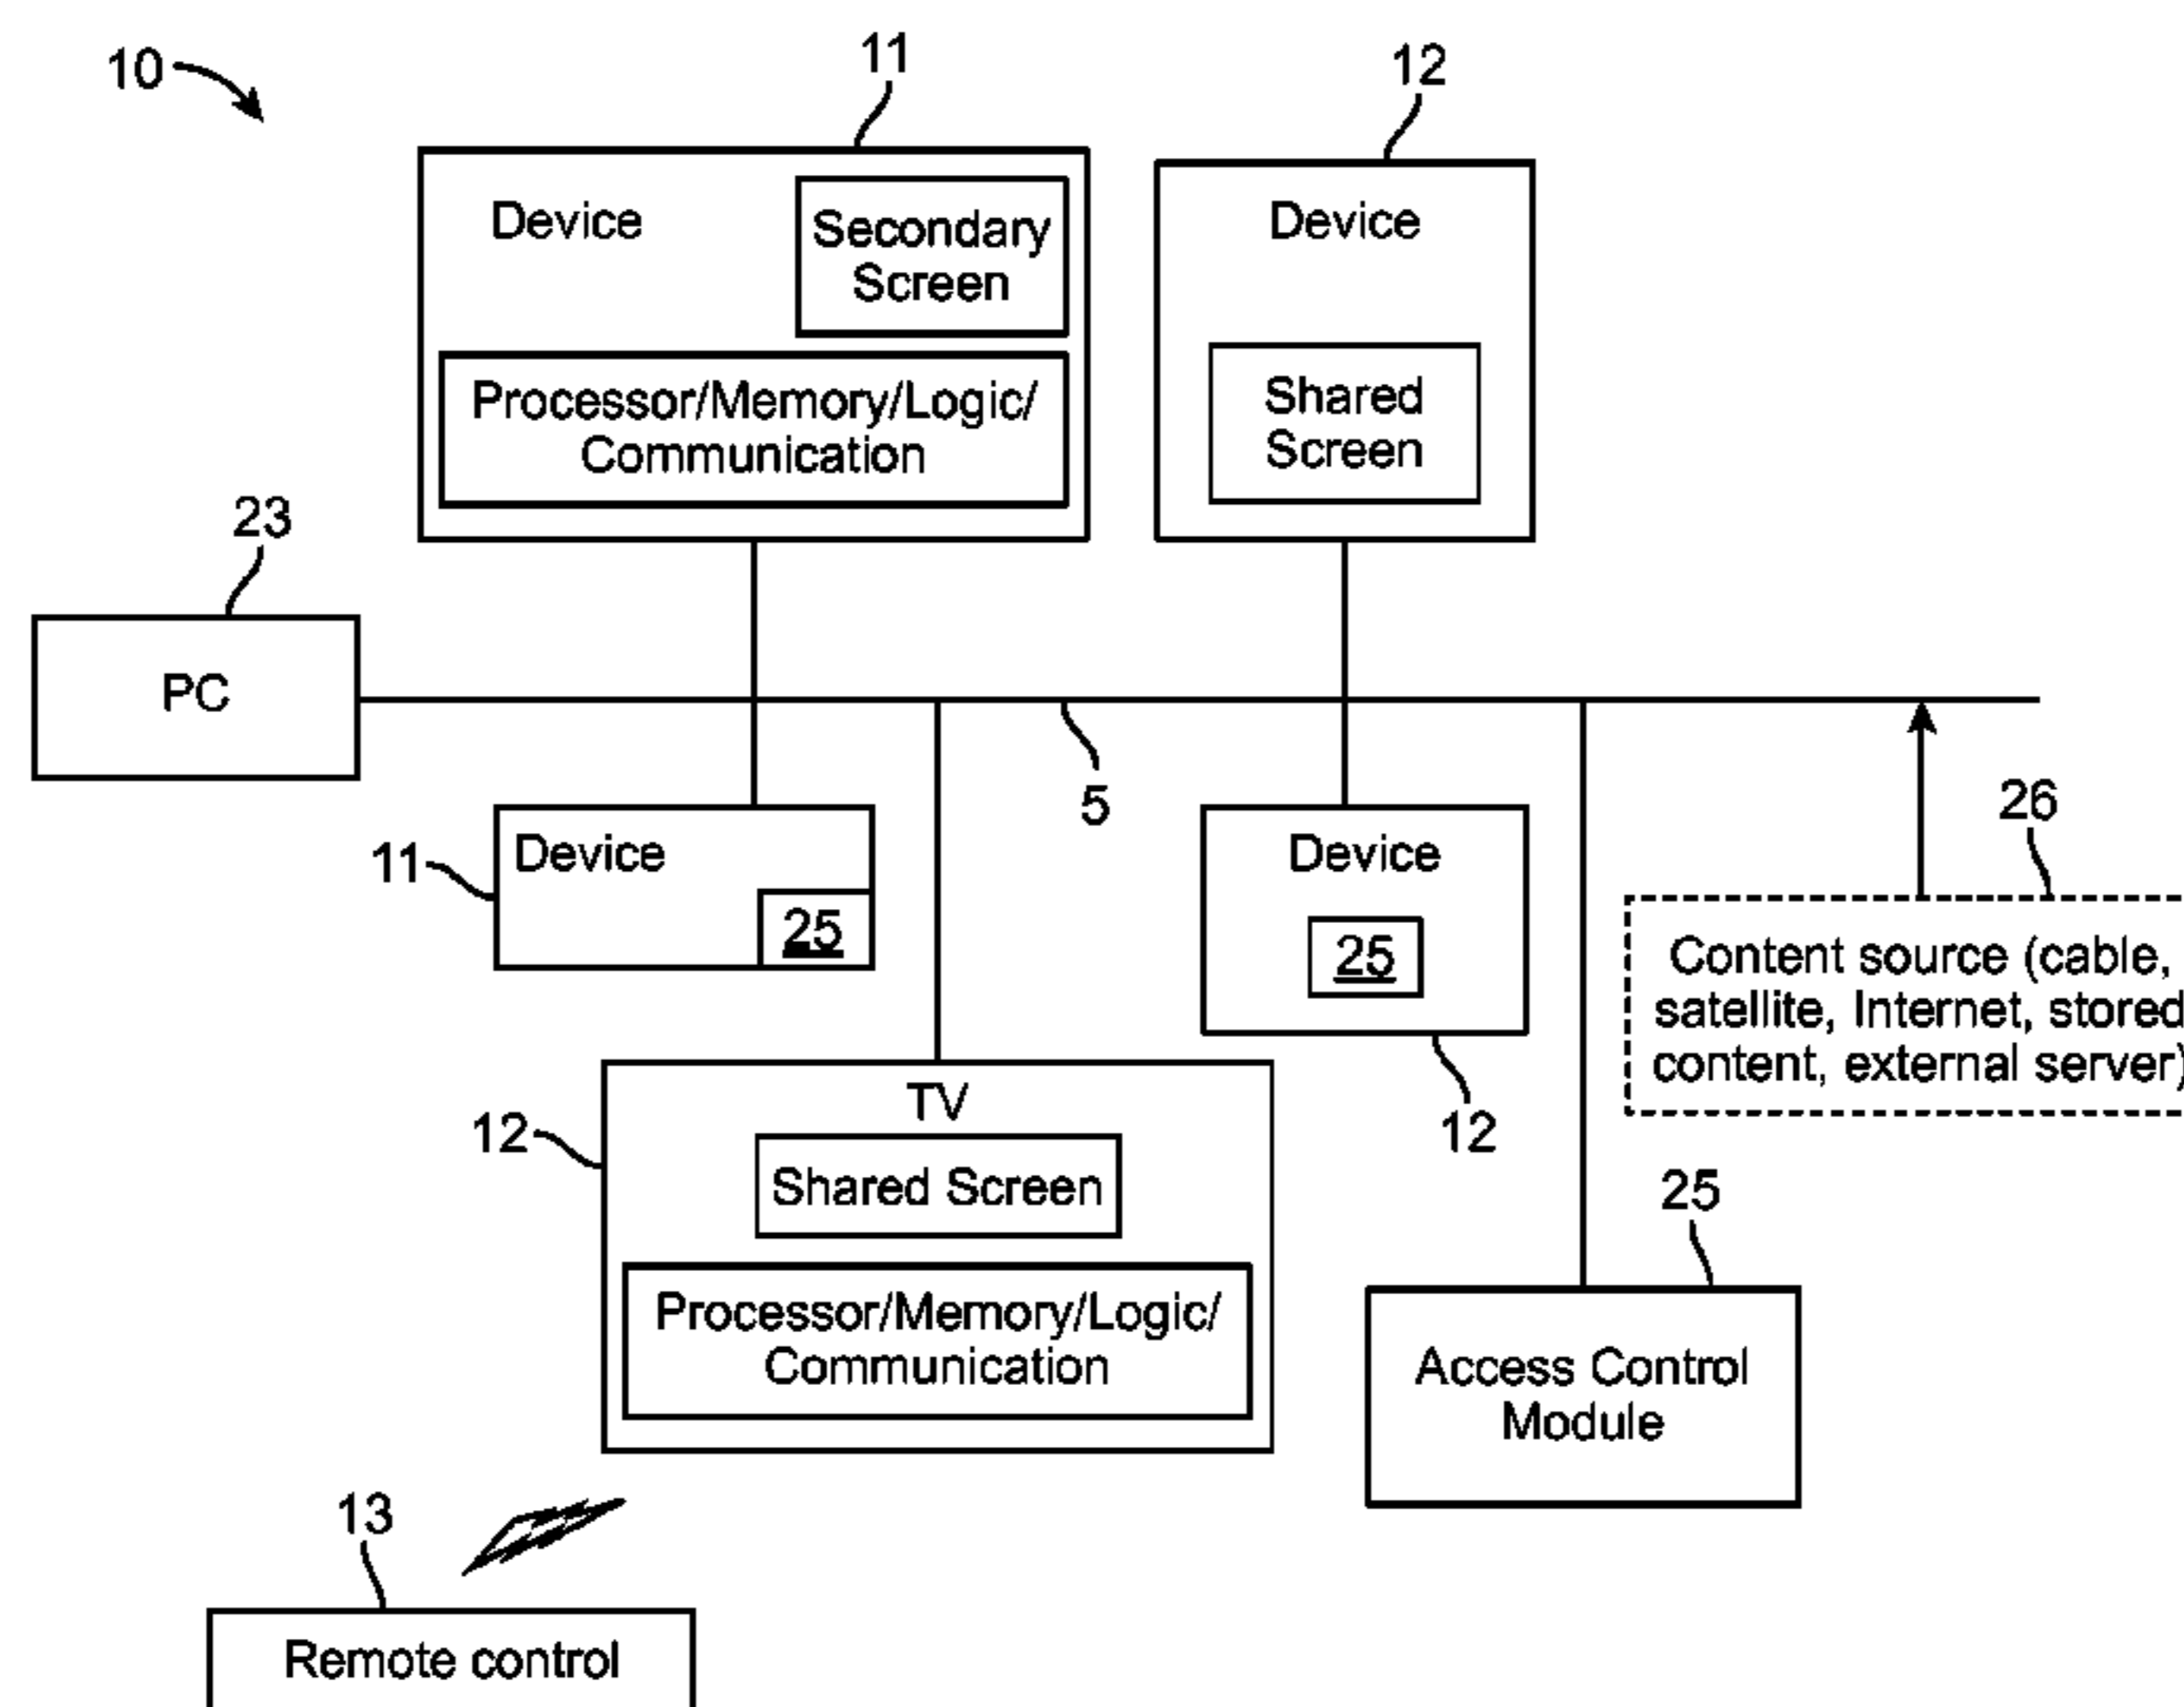 10
11
12
Device
Secondary
Screen
Processor/Memory/Logic/
Communication
Device
Shared
Screen
23
PC
5
11
Device
25
Device
25
12
26
Content source (cable,
satellite, Internet, stored
content, external server)
12
TV
Shared Screen
Processor/Memory/Logic/
Communication
25
Access Control
Module
13
Remote control